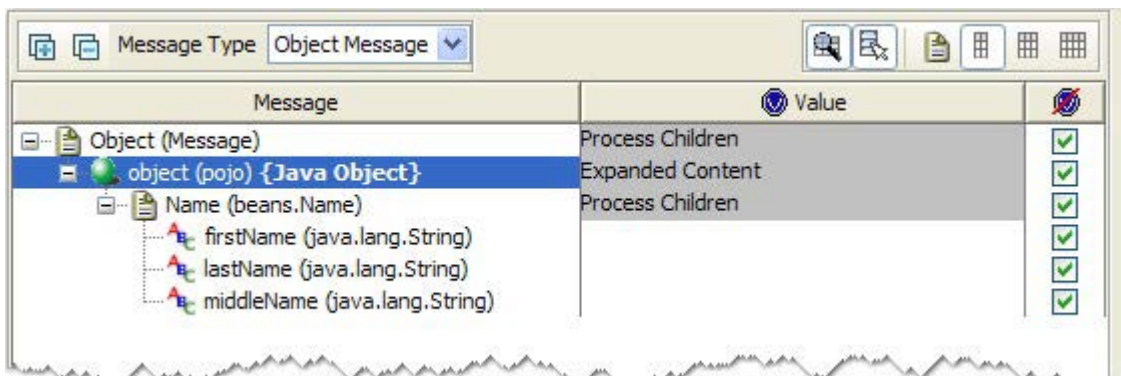 Message Type Object Message
Message Value
Object (Message) Process Children
object (pojo) {Java Object} Expanded Content
Name (beans.Name) Process Children
firstName (java.lang.String)
lastName (java.lang.String)
middleName (java.lang.String)